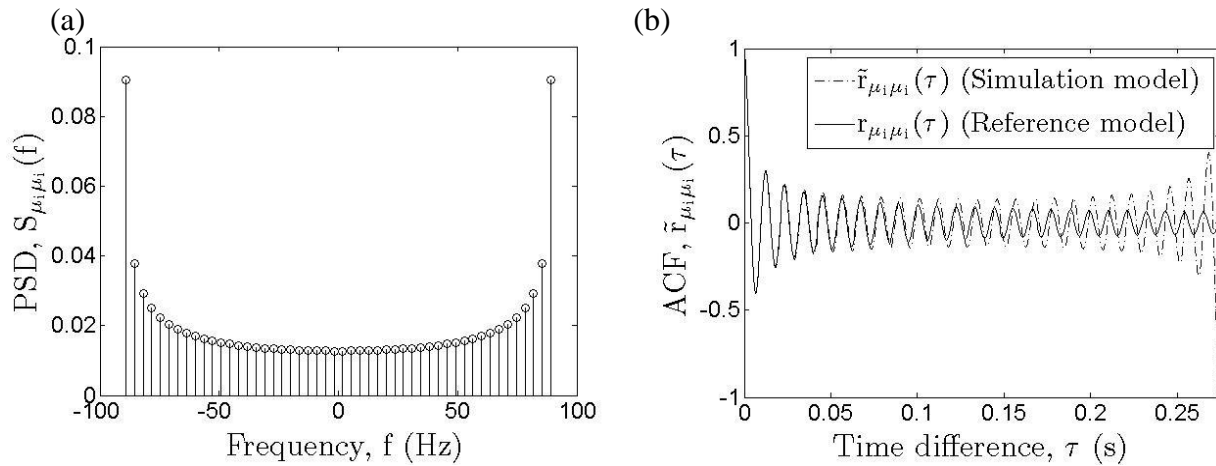 (a)
PSD, S_{μ_iμ_i}(f)
0.1
0.08
0.06
0.04
0.02
0
-100 -50 0 50 100
Frequency, f (Hz)
(b)
ACF, r̃_{μ_iμ_i}(τ)
1
0.5
0
-0.5
-1
r̃_{μ_iμ_i}(τ) (Simulation model)
r_{μ_iμ_i}(τ) (Reference model)
0 0.05 0.1 0.15 0.2 0.25
Time difference, τ (s)